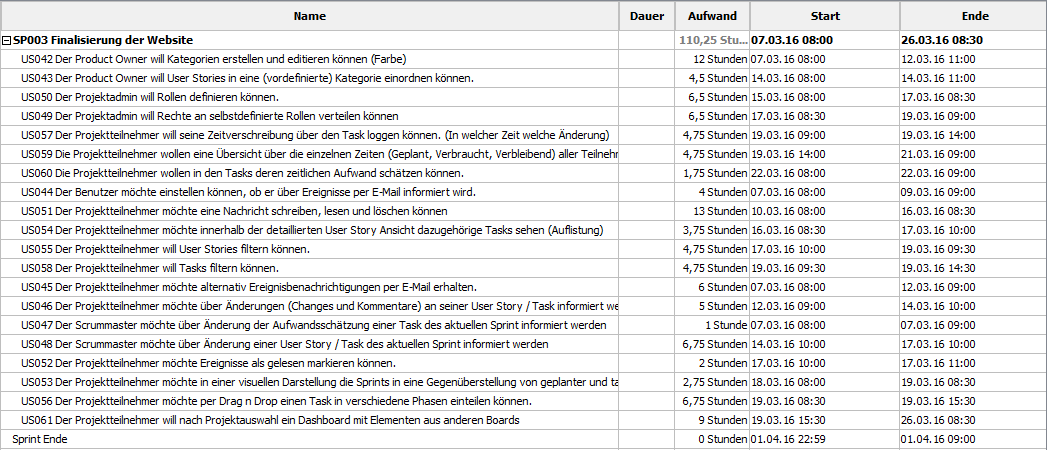 Name Dauer Aufwand Start Ende
SP003 Finalisierung der Website 110,25 Stu... 07.03.16 08:00 26.03.16 08:30
US042 Der Product Owner will Kategorien erstellen und editieren können (Farbe) 12 Stunden 07.03.16 08:00 12.03.16 11:00
US043 Der Product Owner will User Stories in eine (vordefinierte) Kategorie einordnen können. 4,5 Stunden 14.03.16 08:00 14.03.16 11:00
US050 Der Projektadmin will Rollen definieren können. 6,5 Stunden 15.03.16 08:00 17.03.16 08:30
US049 Der Projektadmin will Rechte an selbstdefinierte Rollen verteilen können 6,5 Stunden 17.03.16 08:30 19.03.16 09:00
US057 Der Projektteilnehmer will seine Zeitverschreibung über den Task loggen können. (In welcher Zeit welche Änderung) 4,75 Stunden 19.03.16 09:00 19.03.16 14:00
US059 Die Projektteilnehmer wollen eine Übersicht über die einzelnen Zeiten (Geplant, Verbraucht, Verbleibend) aller Teilnehr 4,75 Stunden 19.03.16 14:00 21.03.16 09:00
US060 Die Projektteilnehmer wollen in den Tasks deren zeitlichen Aufwand schätzen können. 1,75 Stunden 22.03.16 08:00 22.03.16 09:00
US044 Der Benutzer möchte einstellen können, ob er über Ereignisse per E-Mail informiert wird. 4 Stunden 07.03.16 08:00 09.03.16 09:00
US051 Der Projektteilnehmer möchte eine Nachricht schreiben, lesen und löschen können 13 Stunden 10.03.16 08:00 16.03.16 08:30
US054 Der Projektteilnehmer möchte innerhalb der detaillierten User Story Ansicht dazugehörige Tasks sehen (Auflistung) 3,75 Stunden 16.03.16 08:30 17.03.16 10:00
US055 Der Projektteilnehmer will User Stories filtern können. 4,75 Stunden 17.03.16 10:00 19.03.16 09:30
US058 Der Projektteilnehmer will Tasks filtern können. 4,75 Stunden 19.03.16 09:30 19.03.16 14:30
US045 Der Projektteilnehmer möchte alternativ Ereignisbenachrichtigungen per E-Mail erhalten. 6 Stunden 07.03.16 08:00 12.03.16 09:00
US046 Der Projektteilnehmer möchte über Änderungen (Changes und Kommentare) an seiner User Story / Task informiert we 5 Stunden 12.03.16 09:00 14.03.16 10:00
US047 Der Scrummaster möchte über Änderung der Aufwandsschätzung einer Task des aktuellen Sprint informiert werden 1 Stunde 07.03.16 08:00 07.03.16 09:00
US048 Der Scrummaster möchte über Änderung einer User Story / Task des aktuellen Sprint informiert werden 6,75 Stunden 14.03.16 10:00 17.03.16 10:00
US052 Der Projektteilnehmer möchte Ereignisse als gelesen markieren können. 2 Stunden 17.03.16 10:00 17.03.16 11:00
US053 Der Projektteilnehmer möchte in einer visuellen Darstellung die Sprints in eine Gegenüberstellung von geplanter und ta 2,75 Stunden 18.03.16 08:00 19.03.16 08:30
US056 Der Projektteilnehmer möchte per Drag n Drop einen Task in verschiedene Phasen einteilen können. 6,75 Stunden 19.03.16 08:30 19.03.16 15:30
US061 Der Projektteilnehmer will nach Projektauswahl ein Dashboard mit Elementen aus anderen Boards 9 Stunden 19.03.16 15:30 26.03.16 08:30
Sprint Ende 0 Stunden 01.04.16 22:59 01.04.16 09:00